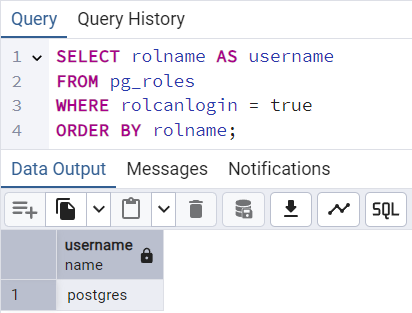 Query Query History
1 SELECT rolname AS username
2 FROM pg_roles
3 WHERE rolcanlogin = true
4 ORDER BY rolname;
Data Output Messages Notifications
SQL
username
name
1 postgres